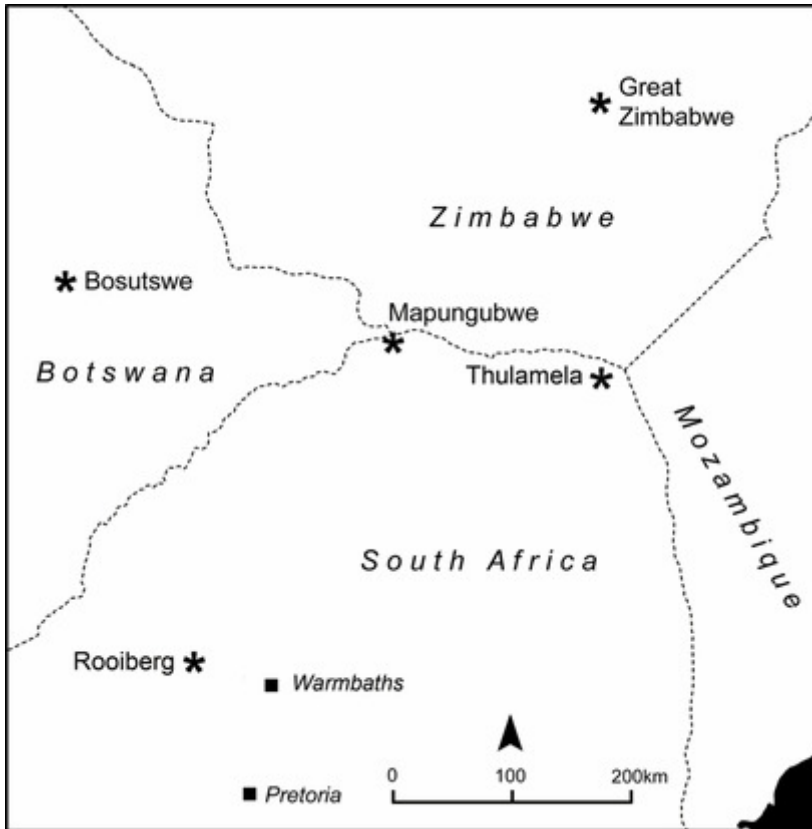 Great
Zimbabwe
Zimbabwe
Bosutswe
Mapungubwe
Botswana
Thulamela
Mozambique
South Africa
Rooiberg
Warmbaths
0 100 200km
Pretoria